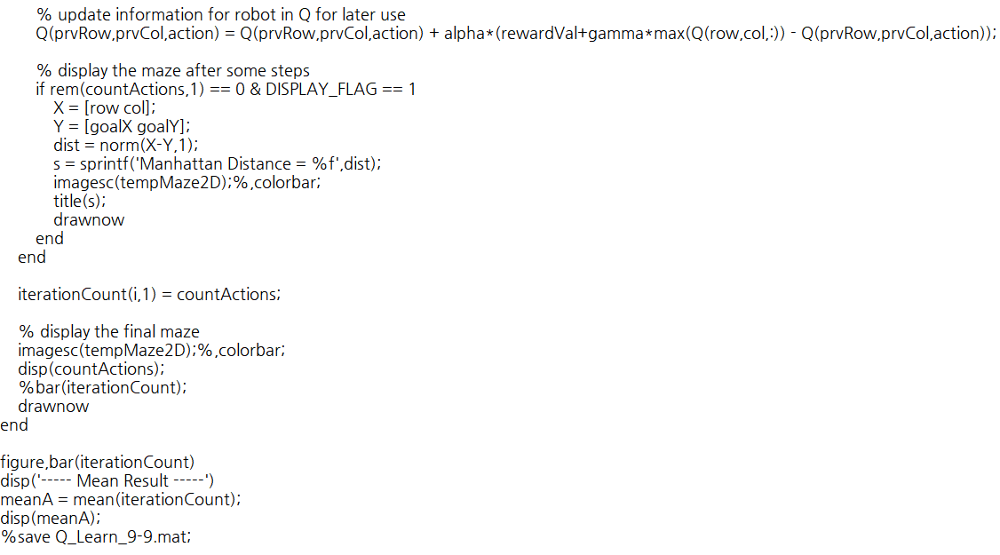 % update information for robot in Q for later use
Q(prvRow,prvCol,action) = Q(prvRow,prvCol,action) + alpha*(rewardVal+gamma*max(Q(row,col,:)) - Q(prvRow,prvCol,action));
% display the maze after some steps
if rem(countActions,1) == 0 & DISPLAY_FLAG == 1
X = [row col];
Y = [goalX goalY];
dist = norm(X-Y,1);
s = sprintf('Manhattan Distance = %f',dist);
imagesc(tempMaze2D);%,colorbar;
title(s);
drawnow
end
end
iterationCount(i,1) = countActions;
% display the final maze
imagesc(tempMaze2D);%,colorbar;
disp(countActions);
%bar(iterationCount);
drawnow
end
figure,bar(iterationCount)
disp('----- Mean Result -----')
meanA = mean(iterationCount);
disp(meanA);
%save Q_Learn_9-9.mat;